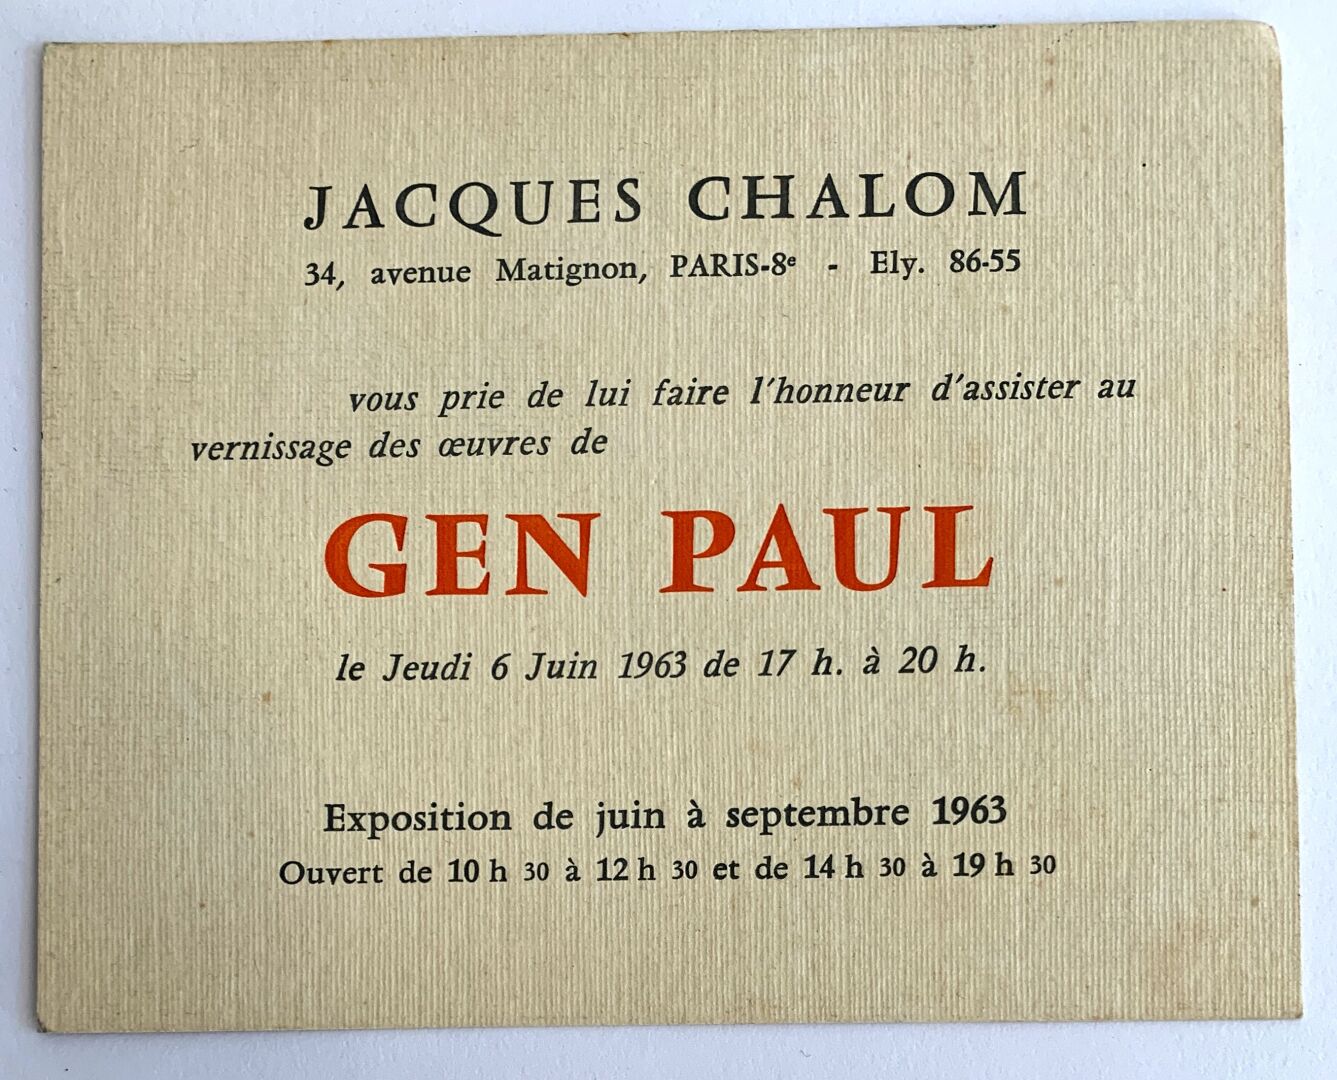 JACQUES CHALOM
34, avenue Matignon, PARIS-8e - Ely. 86-55
vous prie de lui faire l'honneur d'assister au
vernissage des œuvres de
GEN PAUL
le Jeudi 6 Juin 1963 de 17 h. à 20 h.
Exposition de juin à septembre 1963
Ouvert de 10 h 30 à 12 h 30 et de 14 h 30 à 19 h 30